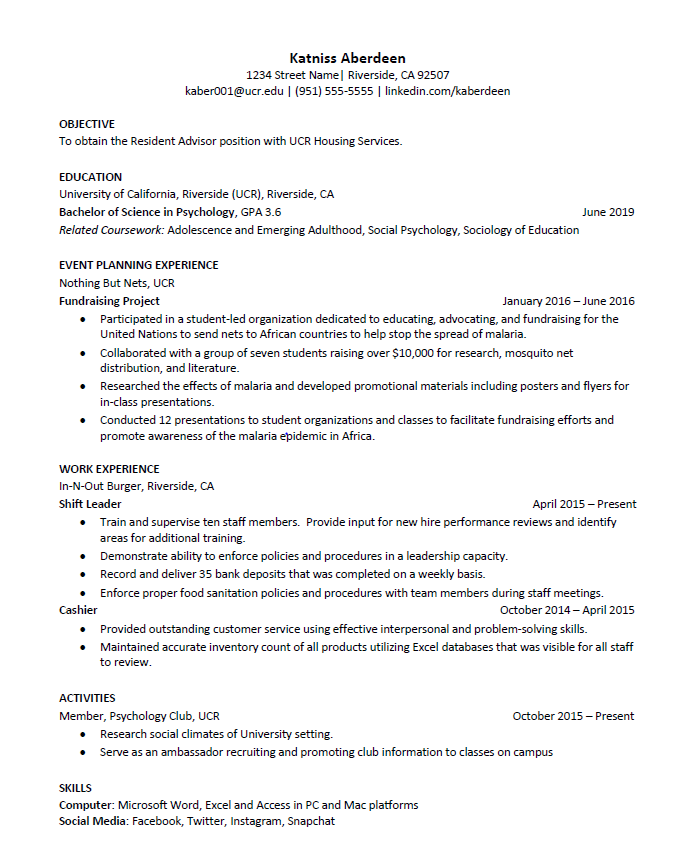 Katniss Aberdeen
1234 Street Name| Riverside, CA 92507
kaber001@ucr.edu | (951) 555-5555 | linkedin.com/kaberdeen
OBJECTIVE
To obtain the Resident Advisor position with UCR Housing Services.
EDUCATION
University of California, Riverside (UCR), Riverside, CA
Bachelor of Science in Psychology, GPA 3.6 June 2019
Related Coursework: Adolescence and Emerging Adulthood, Social Psychology, Sociology of Education
EVENT PLANNING EXPERIENCE
Nothing But Nets, UCR
Fundraising Project January 2016 – June 2016
• Participated in a student-led organization dedicated to educating, advocating, and fundraising for the
United Nations to send nets to African countries to help stop the spread of malaria.
• Collaborated with a group of seven students raising over $10,000 for research, mosquito net
distribution, and literature.
• Researched the effects of malaria and developed promotional materials including posters and flyers for
in-class presentations.
• Conducted 12 presentations to student organizations and classes to facilitate fundraising efforts and
promote awareness of the malaria epidemic in Africa.
WORK EXPERIENCE
In-N-Out Burger, Riverside, CA
Shift Leader April 2015 – Present
• Train and supervise ten staff members.  Provide input for new hire performance reviews and identify
areas for additional training.
• Demonstrate ability to enforce policies and procedures in a leadership capacity.
• Record and deliver 35 bank deposits that was completed on a weekly basis.
• Enforce proper food sanitation policies and procedures with team members during staff meetings.
Cashier October 2014 – April 2015
• Provided outstanding customer service using effective interpersonal and problem-solving skills.
• Maintained accurate inventory count of all products utilizing Excel databases that was visible for all staff
to review.
ACTIVITIES
Member, Psychology Club, UCR October 2015 – Present
• Research social climates of University setting.
• Serve as an ambassador recruiting and promoting club information to classes on campus
SKILLS
Computer: Microsoft Word, Excel and Access in PC and Mac platforms
Social Media: Facebook, Twitter, Instagram, Snapchat